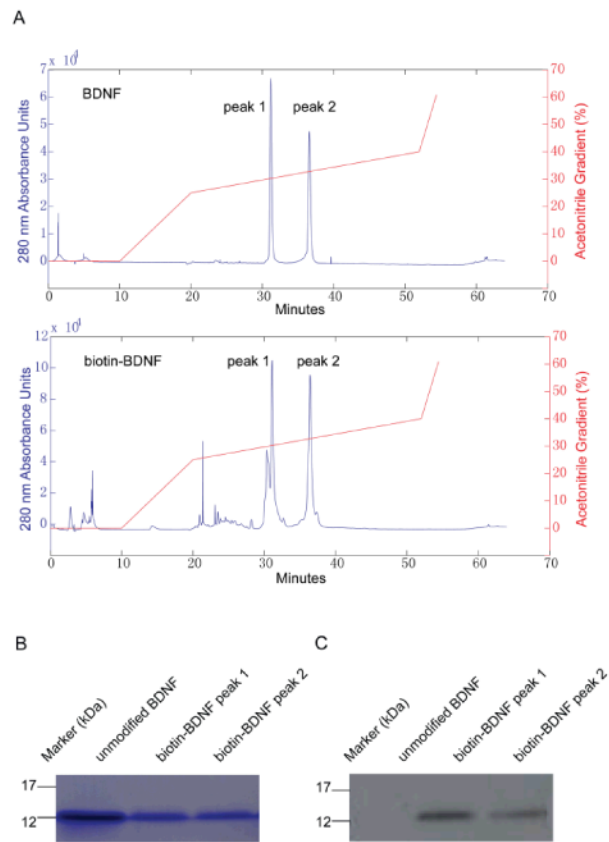 A
7 x 10⁴
70
BDNF
peak 1
peak 2
6
60
5
50
4
40
3
30
2
20
1
10
0
0
280 nm Absorbance Units
Acetonitrile Gradient (%)
0 10 20 30 40 50 60 70
Minutes
12 x 10⁴
70
biotin-BDNF
peak 1
peak 2
10
60
8
50
6
40
4
30
2
20
0
10
0
280 nm Absorbance Units
Acetonitrile Gradient (%)
0 10 20 30 40 50 60 70
Minutes
B
Marker (kDa)
unmodified BDNF
biotin-BDNF peak 1
biotin-BDNF peak 2
17
12
C
Marker (kDa)
unmodified BDNF
biotin-BDNF peak 1
biotin-BDNF peak 2
17
12